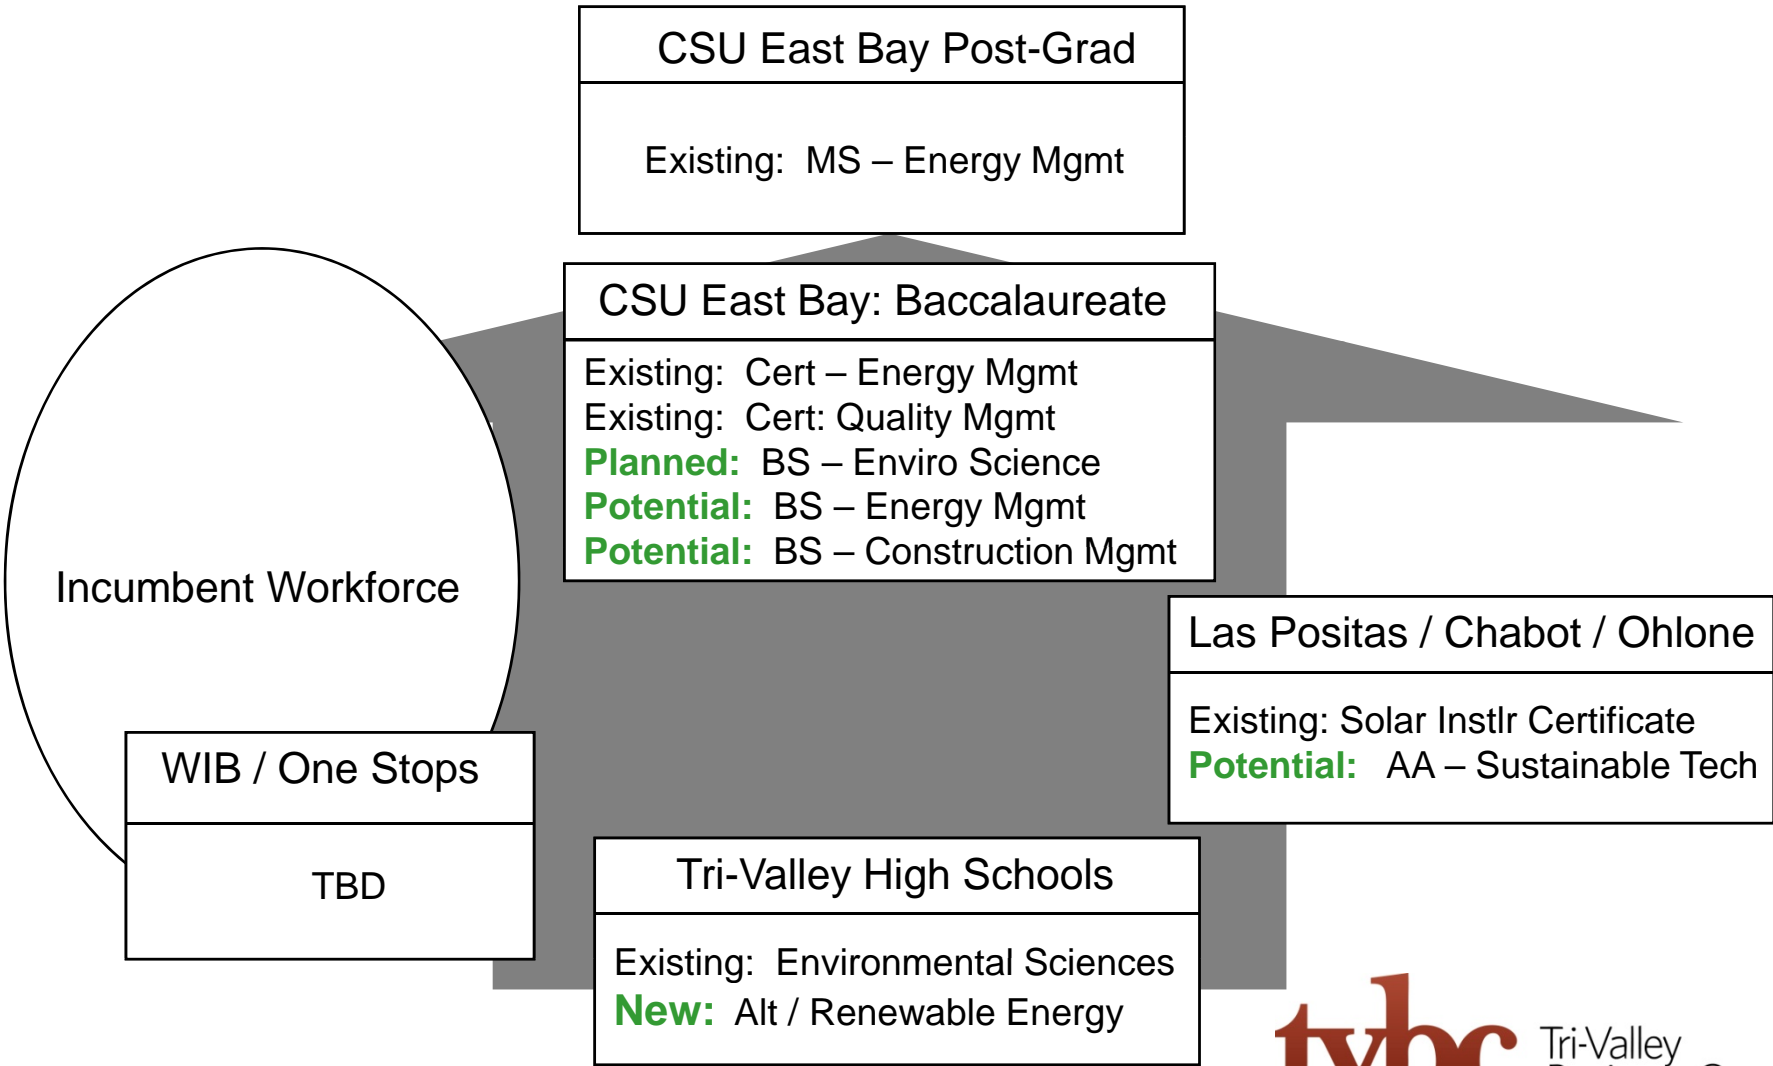 CSU East Bay Post-Grad
Existing: MS – Energy Mgmt
CSU East Bay: Baccalaureate
Existing: Cert – Energy Mgmt
Existing: Cert: Quality Mgmt
Planned: BS – Enviro Science
Potential: BS – Energy Mgmt
Potential: BS – Construction Mgmt
Incumbent Workforce
Las Positas / Chabot / Ohlone
Existing: Solar Instlr Certificate
Potential: AA – Sustainable Tech
WIB / One Stops
TBD
Tri-Valley High Schools
Existing: Environmental Sciences
New: Alt / Renewable Energy
tvbc
Tri-Valley